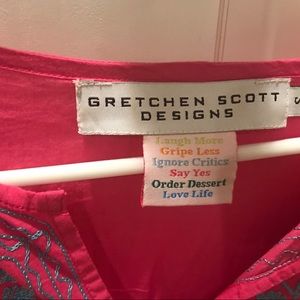 GRETCHEN SCOTT
DESIGNS
S
Laugh More
Gripe Less
Ignore Critics
Say Yes
Order Dessert
Love Life